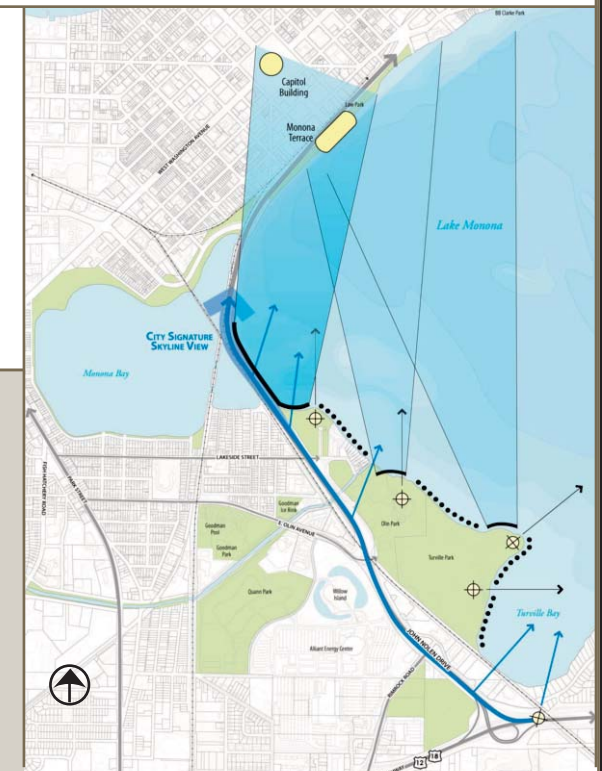 BB Clarke Park
Capitol
Building
Law Park
Monona
Terrace
WEST WASHINGTON AVENUE
Lake Monona
CITY SIGNATURE
SKYLINE VIEW
Monona Bay
LAKESIDE STREET
FISH HATCHERY ROAD
PARK STREET
Goodman
Ice Rink
Olin Park
Goodman
Pool
E. OLIN AVENUE
Goodman
Park
Turville Park
Quann Park
Willow
Island
Turville Bay
Alliant Energy Center
JOHN NOLEN DRIVE
RIMROCK ROAD
12 18